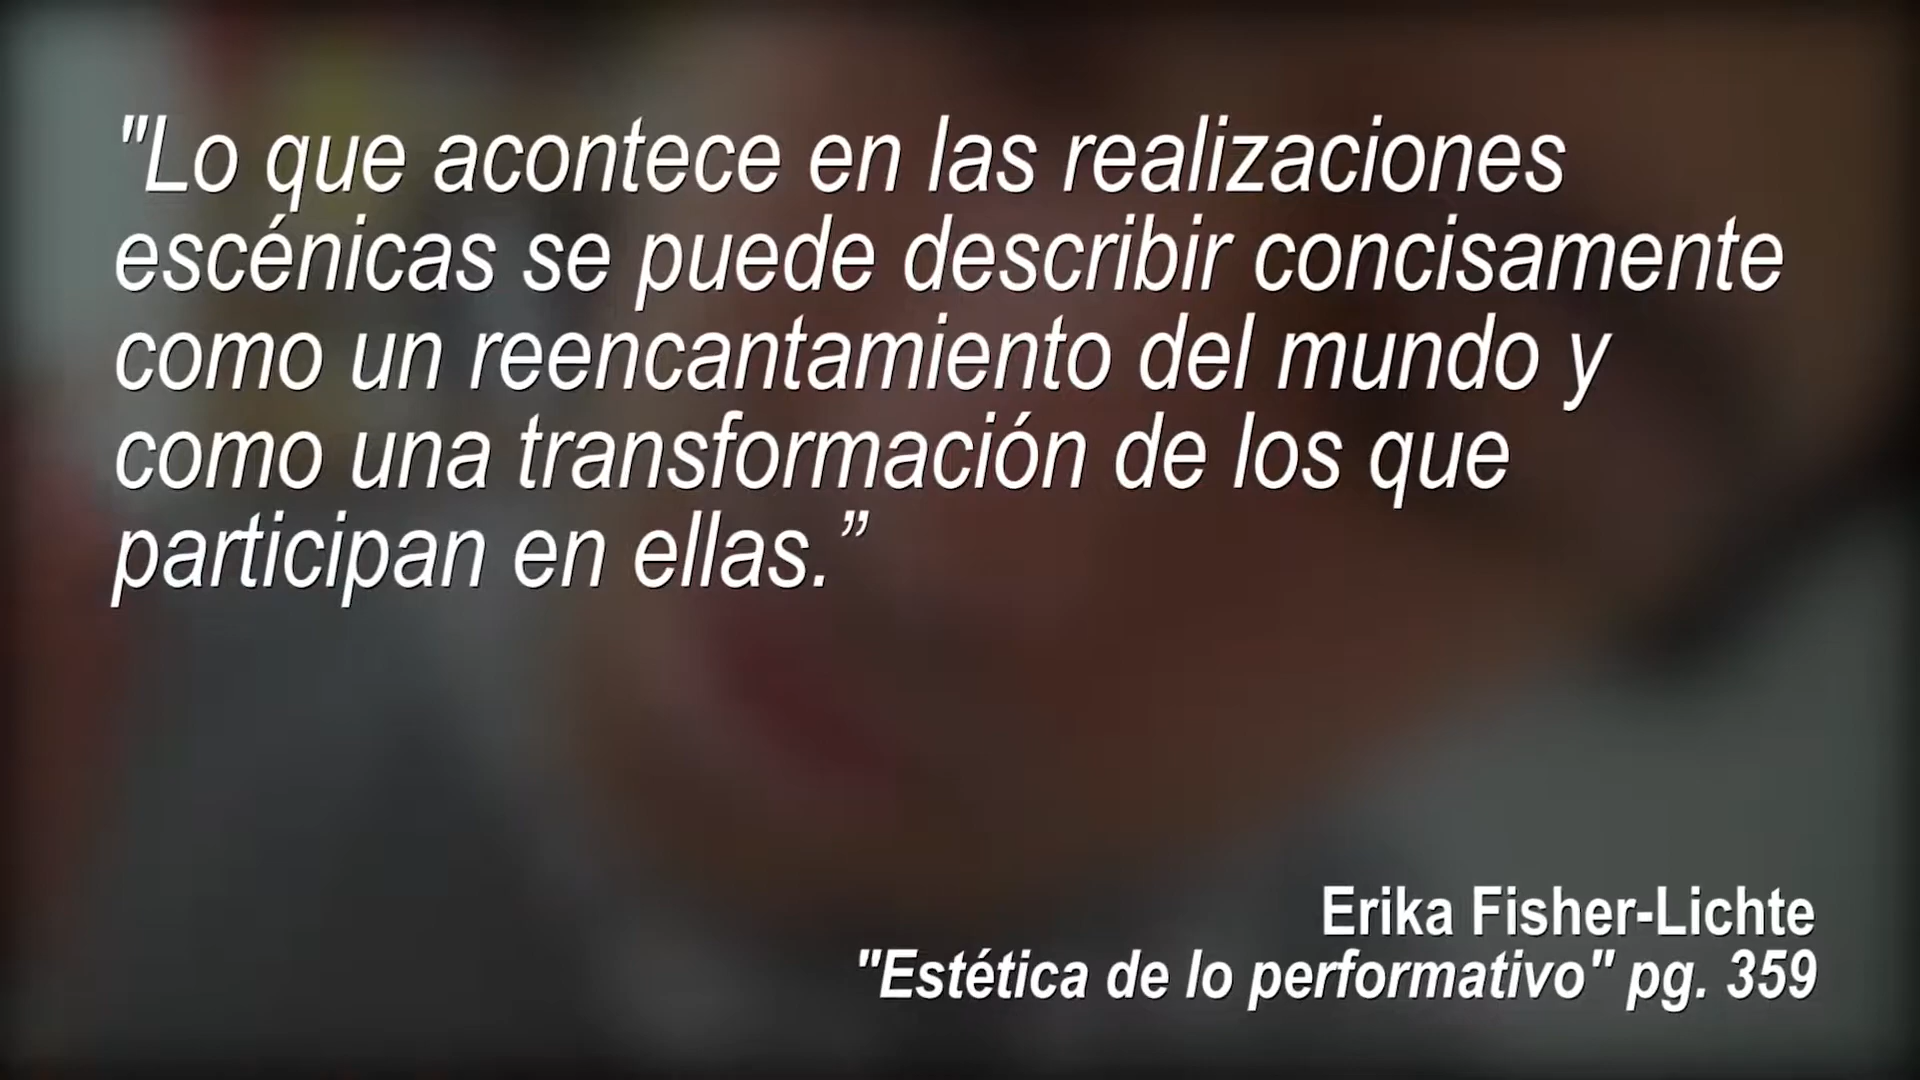 "Lo que acontece en las realizaciones
escénicas se puede describir concisamente
como un reencantamiento del mundo y
como una transformación de los que
participan en ellas.”
Erika Fisher-Lichte
"Estética de lo performativo" pg. 359